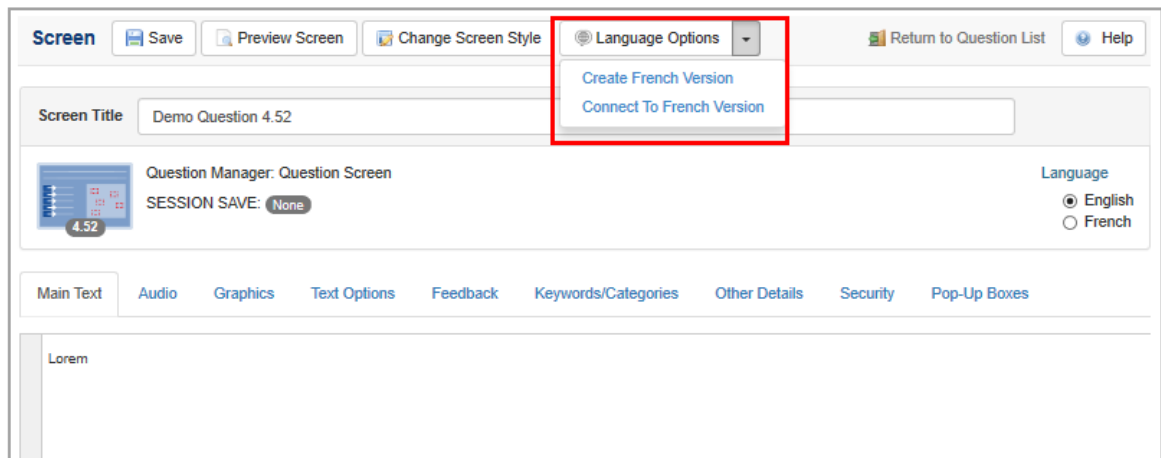 Screen Save Preview Screen Change Screen Style Language Options Return to Question List Help
Create French Version
Connect To French Version
Screen Title Demo Question 4.52
Question Manager: Question Screen
SESSION SAVE: None
4.52
Language
English
French
Main Text Audio Graphics Text Options Feedback Keywords/Categories Other Details Security Pop-Up Boxes
Lorem